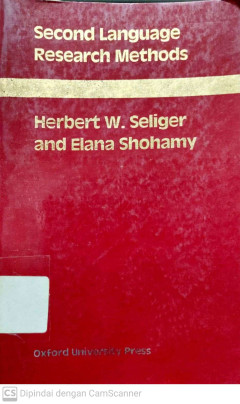 Second Language
Research Methods
Herbert W. Seliger
and Elana Shohamy
Oxford University Press
CS Dipindai dengan CamScanner